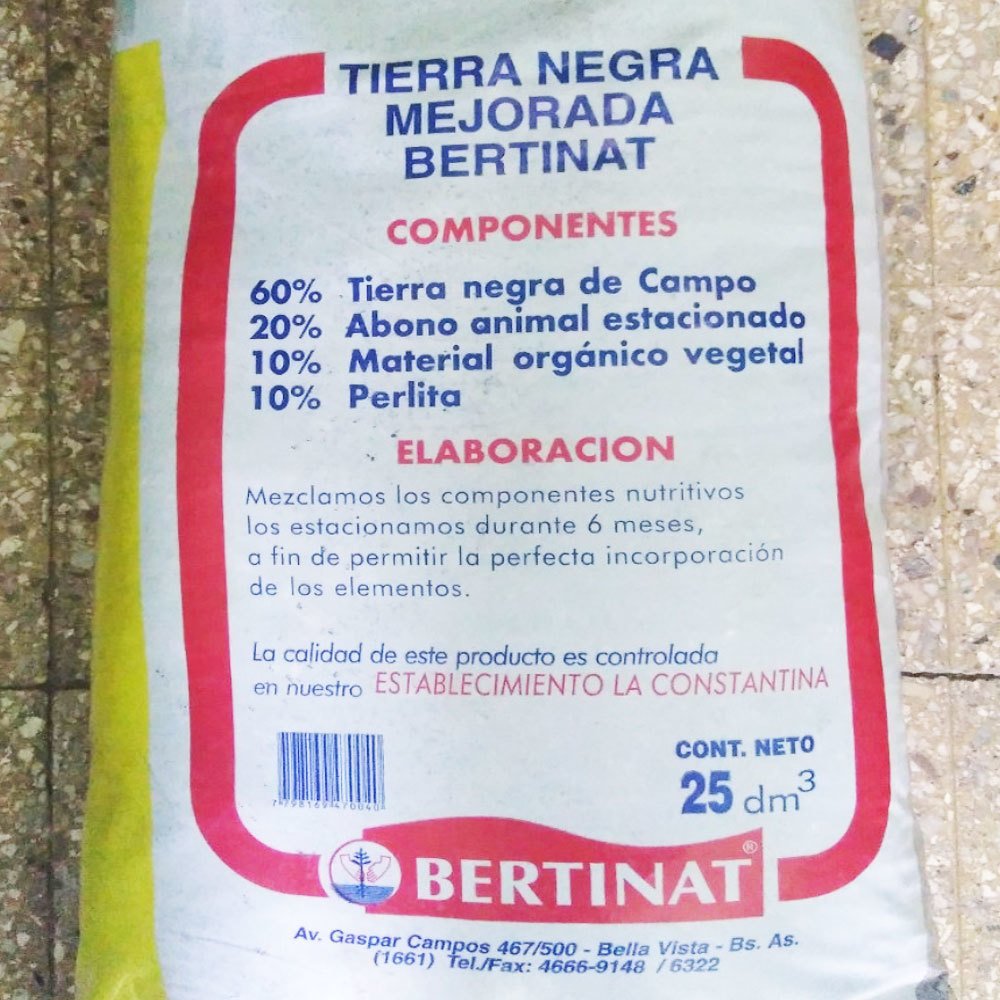 TIERRA NEGRA
MEJORADA
BERTINAT
COMPONENTES
60% Tierra negra de Campo
20% Abono animal estacionado
10% Material orgánico vegetal
10% Perlita
ELABORACION
Mezclamos los componentes nutritivos
los estacionamos durante 6 meses,
a fin de permitir la perfecta incorporación
de los elementos.
La calidad de este producto es controlada
en nuestro ESTABLECIMIENTO LA CONSTANTINA
CONT. NETO
25 dm³
7 798169 470040
BERTINAT®
Av. Gaspar Campos 467/500 - Bella Vista - Bs. As.
(1661) Tel./Fax: 4666-9148 / 6322